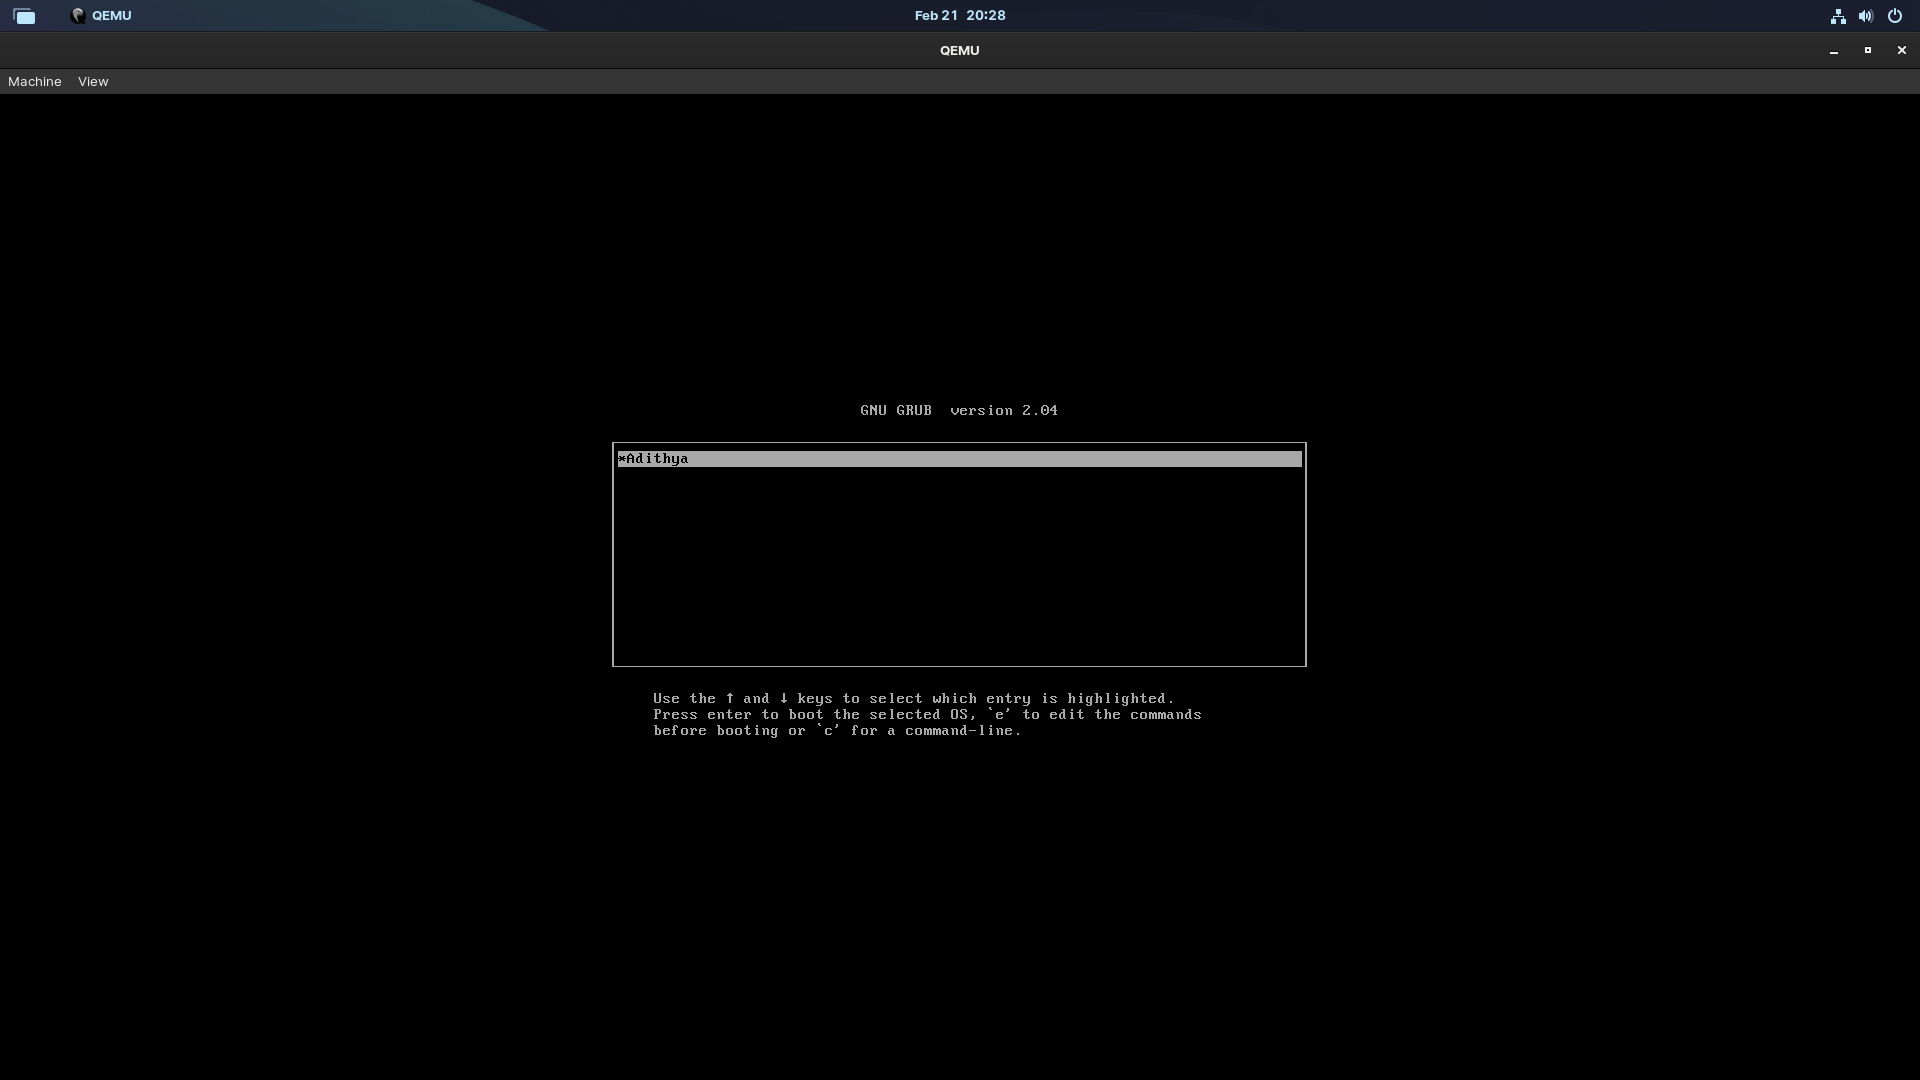 QEMU
Feb 21 20:28
QEMU
Machine View
GNU GRUB version 2.04
*Adithya
Use the ↑ and ↓ keys to select which entry is highlighted.
Press enter to boot the selected OS, `e' to edit the commands
before booting or `c' for a command-line.